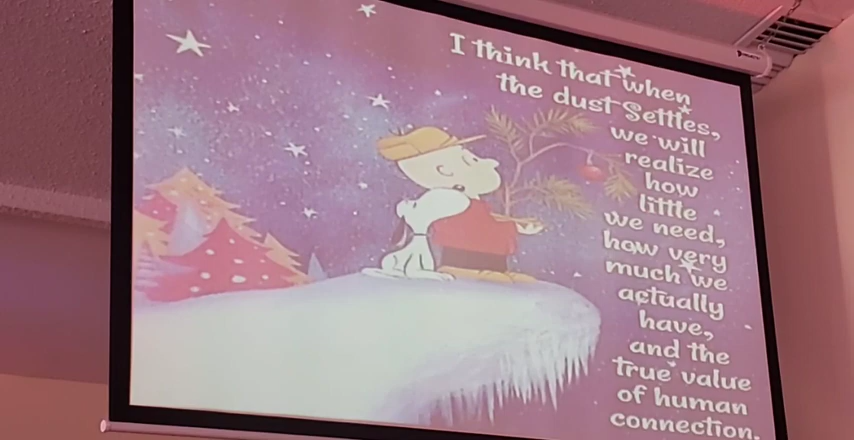 I think that when
the dust Settles,
we will
realize
how
little
we need,
how very
much we
actually
have,
and the
true value
of human
connection.